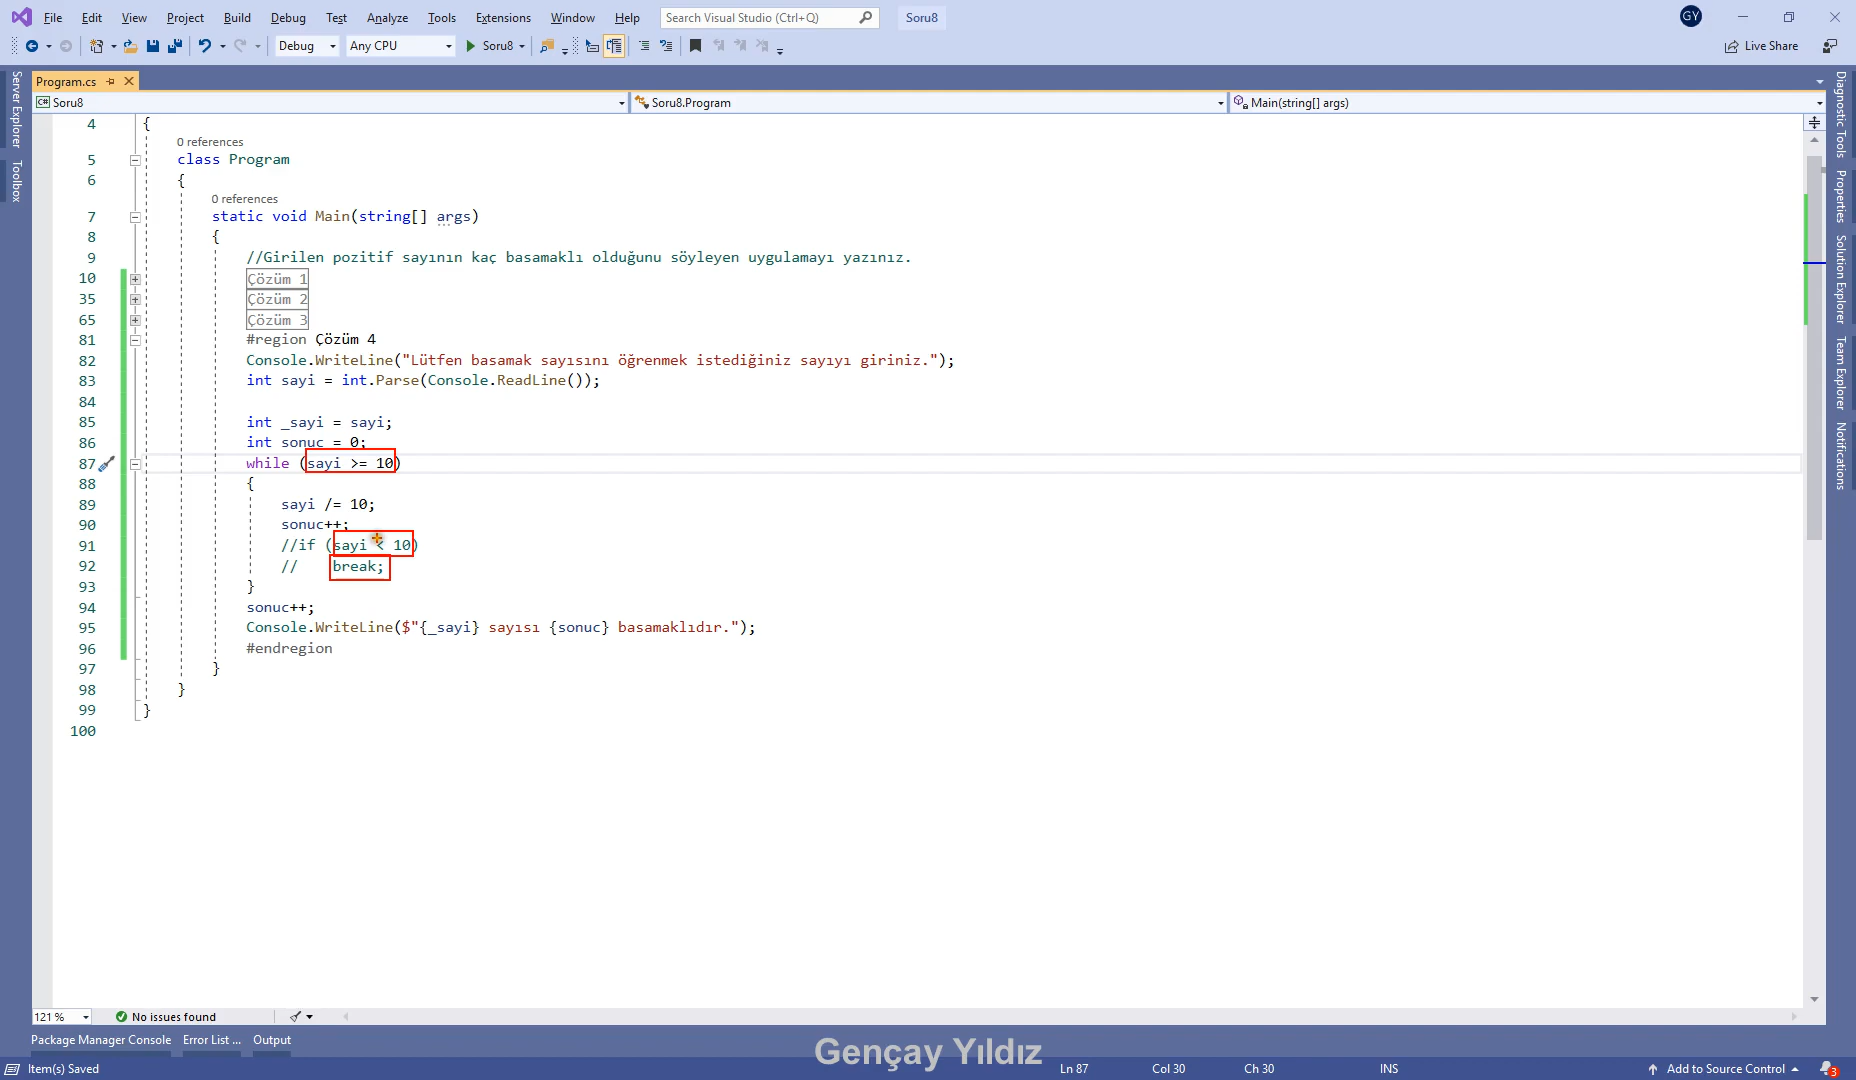 File Edit View Project Build Debug Test Analyze Tools Extensions Window Help Search Visual Studio (Ctrl+Q) Soru8 GY
Debug Any CPU Soru8 Live Share
Program.cs
C# Soru8 Soru8.Program Main(string[] args)
Server Explorer
Toolbox
4 {
0 references
5 class Program
6 {
0 references
7 static void Main(string[] args)
8 {
9 //Girilen pozitif sayının kaç basamaklı olduğunu söyleyen uygulamayı yazınız.
10 Çözüm 1
35 Çözüm 2
65 Çözüm 3
81 #region Çözüm 4
82 Console.WriteLine("Lütfen basamak sayısını öğrenmek istediğiniz sayıyı giriniz.");
83 int sayi = int.Parse(Console.ReadLine());
84
85 int _sayi = sayi;
86 int sonuc = 0;
87 while (sayi >= 10)
88 {
89 sayi /= 10;
90 sonuc++;
91 //if (sayi < 10)
92 // break;
93 }
94 sonuc++;
95 Console.WriteLine($"{_sayi} sayısı {sonuc} basamaklıdır.");
96 #endregion
97 }
98 }
99 }
100
Diagnostic Tools
Properties
Solution Explorer
Team Explorer
Notifications
121 % No issues found
Package Manager Console Error List ... Output
Gençay Yıldız
Item(s) Saved Ln 87 Col 30 Ch 30 INS Add to Source Control 3